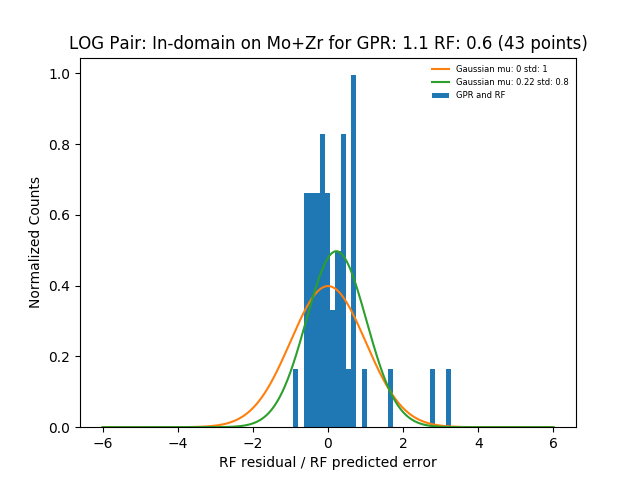 LOG Pair: In-domain on Mo+Zr for GPR: 1.1 RF: 0.6 (43 points)
Gaussian mu: 0 std: 1
Gaussian mu: 0.22 std: 0.8
GPR and RF
Normalized Counts
1.0
0.8
0.6
0.4
0.2
0.0
−6 −4 −2 0 2 4 6
RF residual / RF predicted error